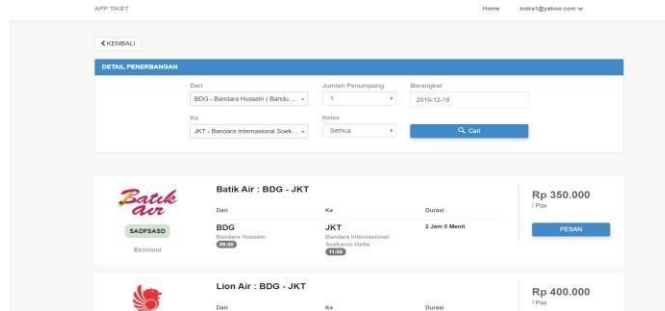 APP TIKET
Home indra1@yahoo.com
KEMBALI
DETAIL PENERBANGAN
Dari Jumlah Penumpang Berangkat
BDG - Bandara Hussein ( Bandu... 1 2016-12-16
Ke Kelas
JKT - Bandara Internasional Soek... Semua Cari
Batik Air : BDG - JKT
Batik air
Rp 350.000
/ Pax
Dari Ke Durasi
SADFSASD
BDG JKT 2 Jam 0 Menit
PESAN
Bandara Hussein Bandara Internasional
Soekarno Hatta
09:00 11:00
Ekonomi
Lion Air : BDG - JKT
Rp 400.000
/ Pax
Dari Ke Durasi